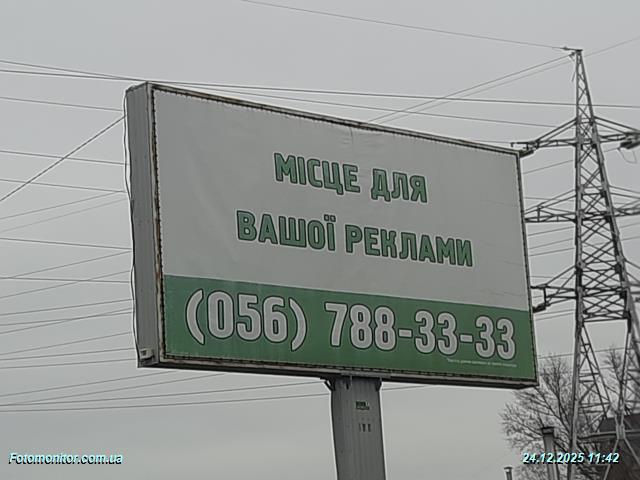 МІСЦЕ ДЛЯ
ВАШОЇ РЕКЛАМИ
(056) 788-33-33
Fotomonitor.com.ua
24.12.2025 11:42